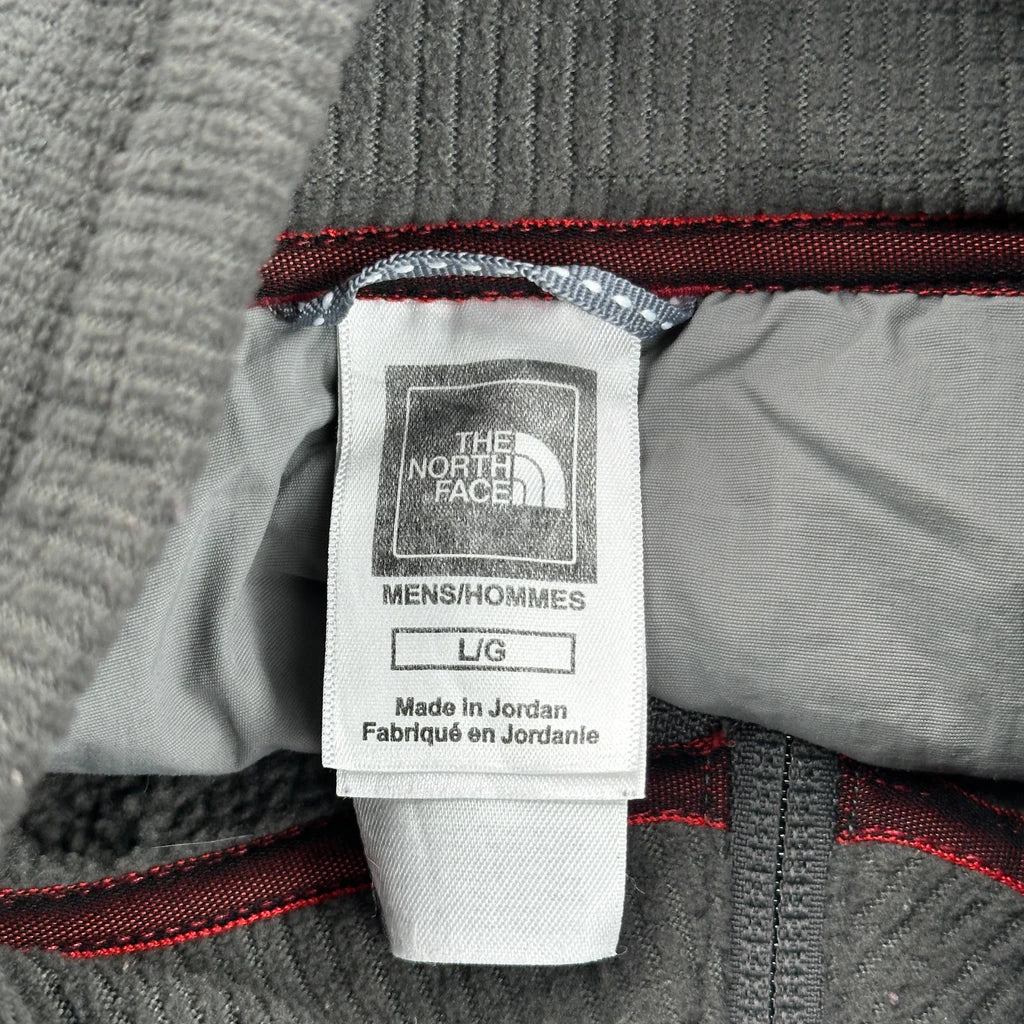 THE
NORTH
FACE
MENS/HOMMES
L/G
Made in Jordan
Fabriqué en Jordanie